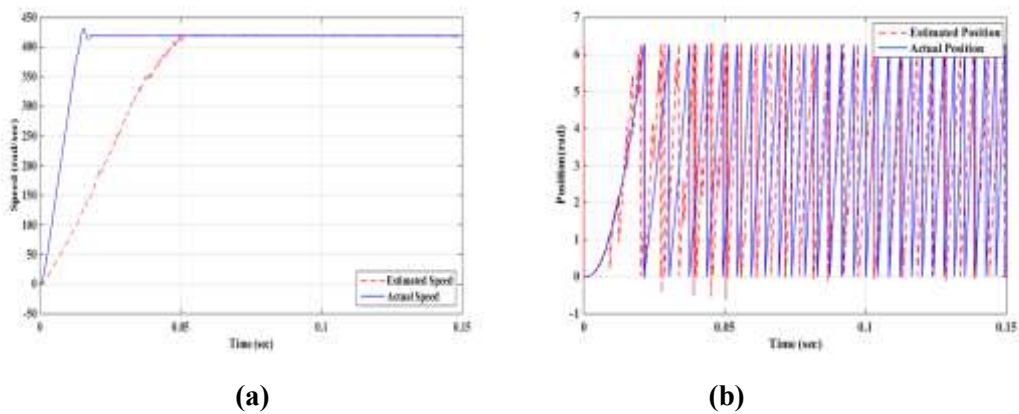 450
400
350
300
250
200
150
100
50
0
-50
Speed (rad/sec)
0
0.05
0.1
0.15
Time (sec)
Estimated Speed
Actual Speed
(a)
7
6
5
4
3
2
1
0
-1
Position (rad)
0
0.05
0.1
0.15
Time (sec)
Estimated Position
Actual Position
(b)